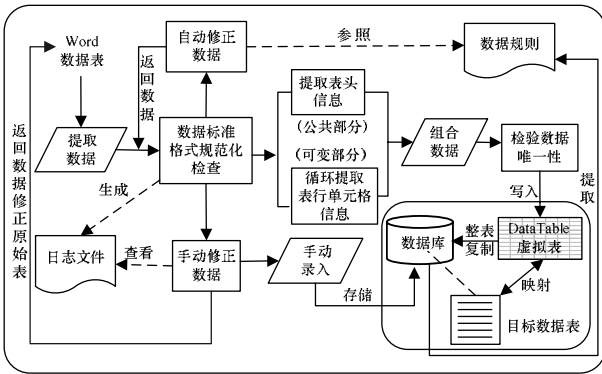 Word
数据表
自动修正
数据
参照
数据规则
返回数据
提取表头
信息
(公共部分)
(可变部分)
循环提取
表行单元格
信息
提取
数据
数据标准
格式规范化
检查
组合
数据
检验数据
唯一性
提取
返回数据修正原始表
生成
写入
日志文件
查看
手动修正
数据
手动
录入
存储
数据库
整表
复制
DataTable
虚拟表
映射
目标数据表